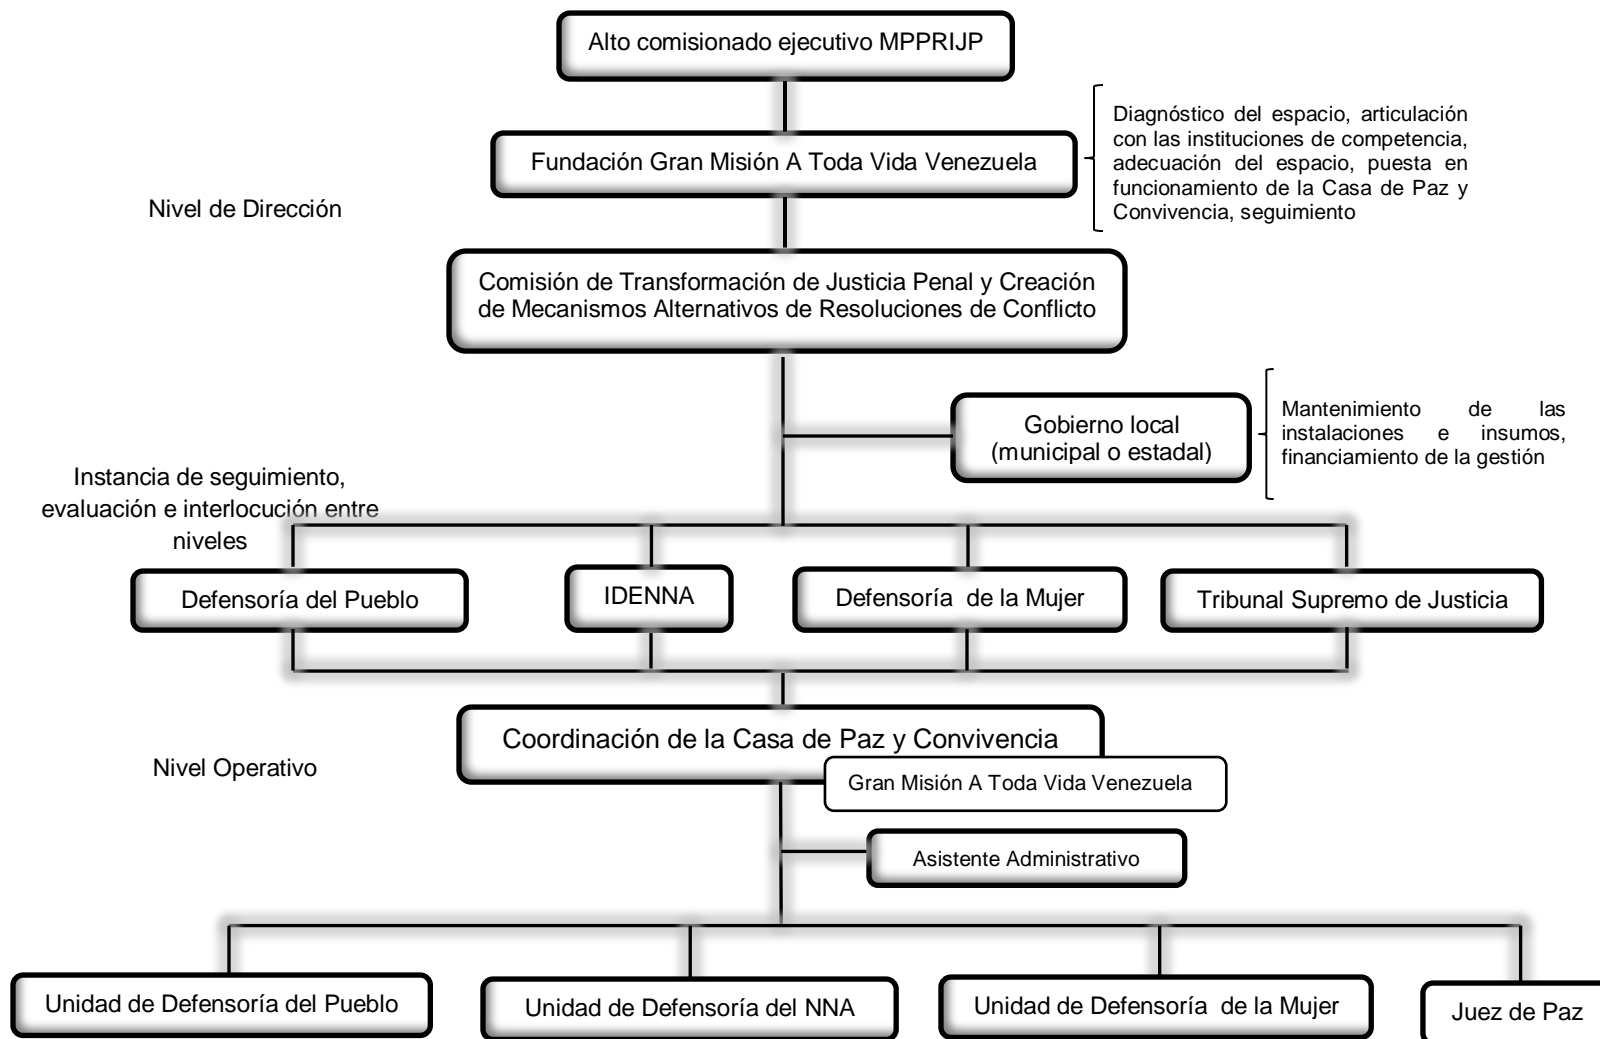 Alto comisionado ejecutivo MPPRIJP
Fundación Gran Misión A Toda Vida Venezuela
Diagnóstico del espacio, articulación
con las instituciones de competencia,
adecuación del espacio, puesta en
funcionamiento de la Casa de Paz y
Convivencia, seguimiento
Nivel de Dirección
Comisión de Transformación de Justicia Penal y Creación
de Mecanismos Alternativos de Resoluciones de Conflicto
Gobierno local
(municipal o estadal)
Mantenimiento de las
instalaciones e insumos,
financiamiento de la gestión
Instancia de seguimiento,
evaluación e interlocución entre
niveles
Defensoría del Pueblo
IDENNA
Defensoría de la Mujer
Tribunal Supremo de Justicia
Coordinación de la Casa de Paz y Convivencia
Gran Misión A Toda Vida Venezuela
Nivel Operativo
Asistente Administrativo
Unidad de Defensoría del Pueblo
Unidad de Defensoría del NNA
Unidad de Defensoría de la Mujer
Juez de Paz